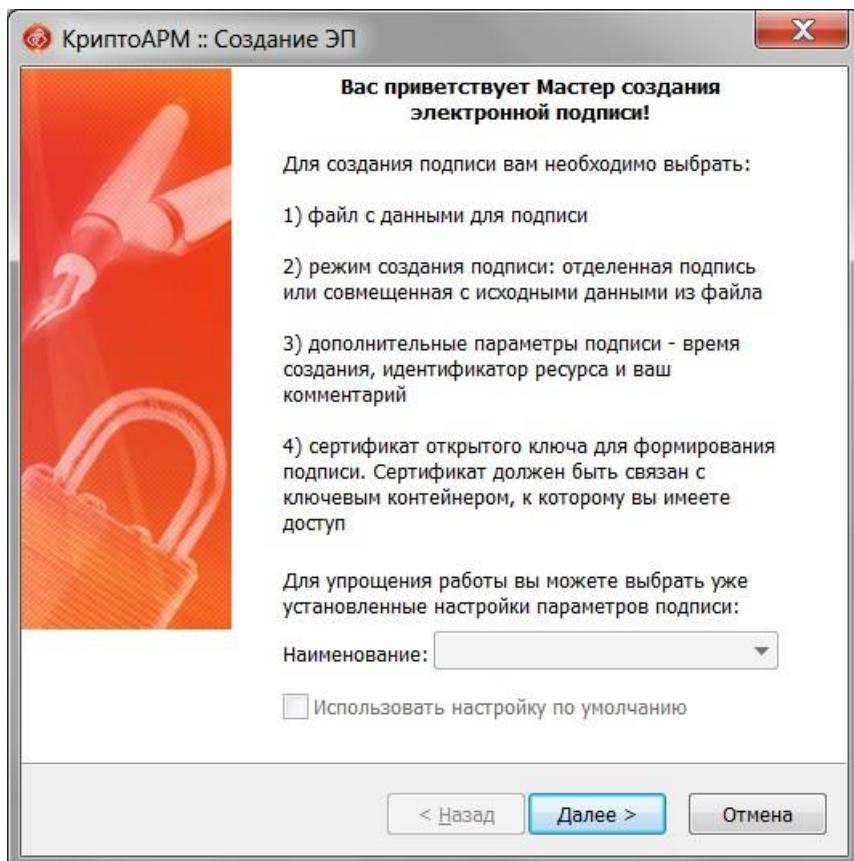 КриптоАРМ :: Создание ЭП
Вас приветствует Мастер создания
электронной подписи!
Для создания подписи вам необходимо выбрать:
1) файл с данными для подписи
2) режим создания подписи: отделенная подпись
или совмещенная с исходными данными из файла
3) дополнительные параметры подписи - время
создания, идентификатор ресурса и ваш
комментарий
4) сертификат открытого ключа для формирования
подписи. Сертификат должен быть связан с
ключевым контейнером, к которому вы имеете
доступ
Для упрощения работы вы можете выбрать уже
установленные настройки параметров подписи:
Наименование:
Использовать настройку по умолчанию
< Назад Далее > Отмена